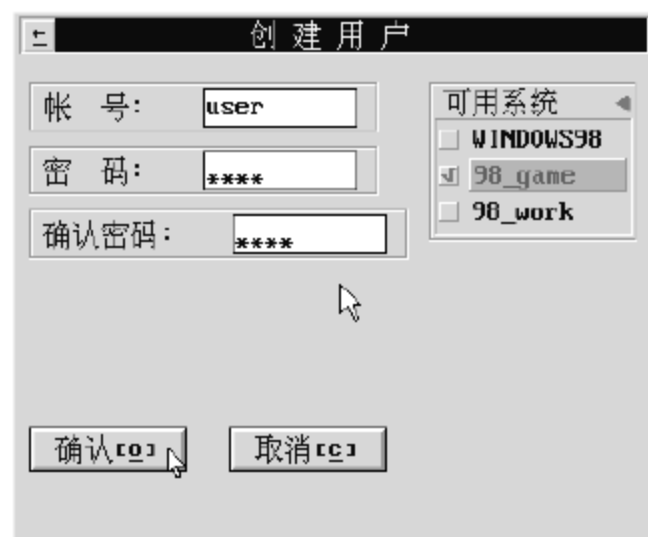 创建用户
帐 号: user
密 码: ****
确认密码: ****
可用系统
WINDOWS98
98_game
98_work
确认[O] 取消[C]